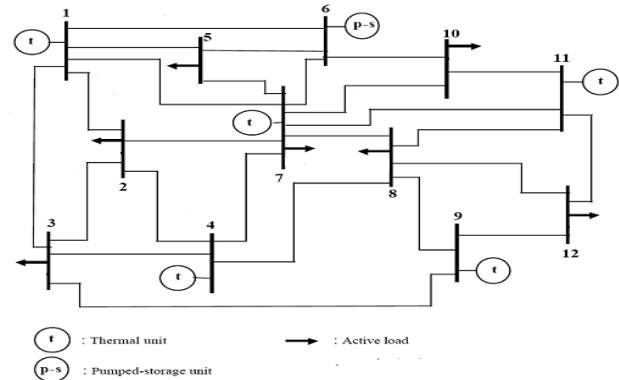 1
6
t
5
p-s
10
11
t
t
7
2
8
3
4
9
t
t
12
t : Thermal unit : Active load
p-s : Pumped-storage unit